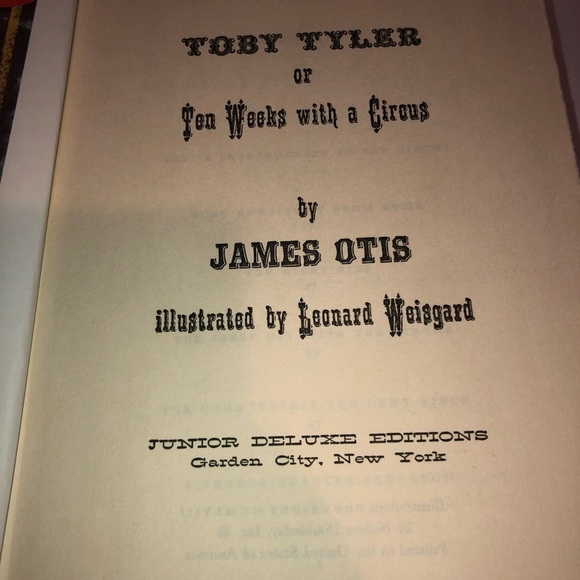 TOBY TYLER
or
Ten Weeks with a Circus
by
JAMES OTIS
illustrated by Leonard Weisgard
JUNIOR DELUXE EDITIONS
Garden City, New York